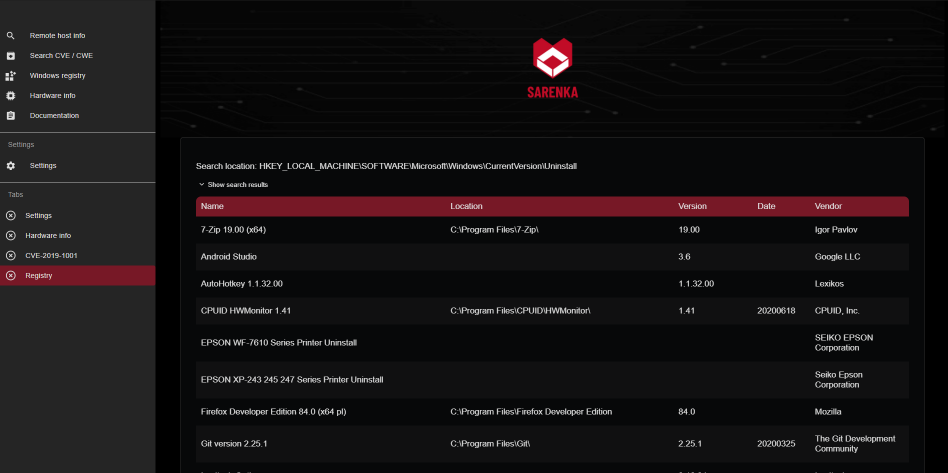 Remote host info
Search CVE / CWE
Windows registry
Hardware info
Documentation
Settings
Settings
Tabs
Settings
Hardware info
CVE-2019-1001
Registry
SARENKA
Search location: HKEY_LOCAL_MACHINE\SOFTWARE\Microsoft\Windows\CurrentVersion\Uninstall
Show search results
Name Location Version Date Vendor
7-Zip 19.00 (x64) C:\Program Files\7-Zip\ 19.00 Igor Pavlov
Android Studio 3.6 Google LLC
AutoHotkey 1.1.32.00 1.1.32.00 Lexikos
CPUID HWMonitor 1.41 C:\Program Files\CPUID\HWMonitor\ 1.41 20200618 CPUID, Inc.
EPSON WF-7610 Series Printer Uninstall SEIKO EPSON
Corporation
EPSON XP-243 245 247 Series Printer Uninstall Seiko Epson
Corporation
Firefox Developer Edition 84.0 (x64 pl) C:\Program Files\Firefox Developer Edition 84.0 Mozilla
Git version 2.25.1 C:\Program Files\Git\ 2.25.1 20200325 The Git Development
Community